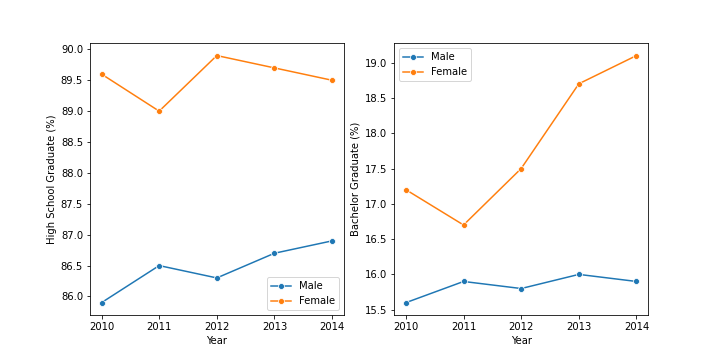 High School Graduate (%)
90.0
89.5
89.0
88.5
88.0
87.5
87.0
86.5
86.0
2010 2011 2012 2013 2014
Year
Male
Female
Bachelor Graduate (%)
19.0
18.5
18.0
17.5
17.0
16.5
16.0
15.5
2010 2011 2012 2013 2014
Year
Male
Female